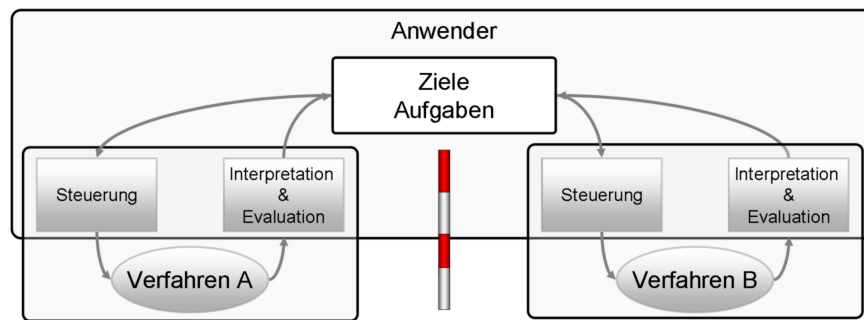 Anwender
Ziele
Aufgaben
Steuerung
Interpretation
&
Evaluation
Verfahren A
Steuerung
Interpretation
&
Evaluation
Verfahren B